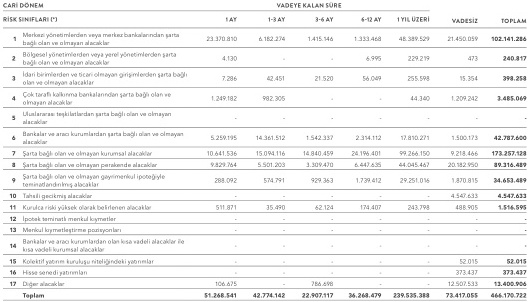 CARİ DÖNEM VADEYE KALAN SÜRE
RİSK SINIFLARI (*) 1 AY 1-3 AY 3-6 AY 6-12 AY 1 YIL ÜZERİ VADESİZ TOPLAM
1 Merkezi yönetimlerden veya merkez bankalarından şarta bağlı olan ve olmayan alacaklar 23.370.810 6.182.274 1.415.146 1.333.468 48.389.529 21.450.059 102.141.286
2 Bölgesel yönetimlerden veya yerel yönetimlerden şarta bağlı olan ve olmayan alacaklar 4.130 - - 6.995 229.219 473 240.817
3 İdari birimlerden ve ticari olmayan girişimlerden şarta bağlı olan ve olmayan alacaklar 7.286 42.451 21.520 56.049 255.598 15.354 398.258
4 Çok taraflı kalkınma bankalarından şarta bağlı olan ve olmayan alacaklar 1.249.182 982.305 - - 44.340 1.209.242 3.485.069
5 Uluslararası teşkilatlardan şarta bağlı olan ve olmayan alacaklar - - - - - - -
6 Bankalar ve aracı kurumlardan şarta bağlı olan ve olmayan alacaklar 5.259.195 14.361.512 1.542.337 2.314.112 17.810.271 1.500.173 42.787.600
7 Şarta bağlı olan ve olmayan kurumsal alacaklar 10.641.536 15.094.116 14.840.459 24.196.401 99.266.150 9.218.466 173.257.128
8 Şarta bağlı olan ve olmayan perakende alacaklar 9.829.764 5.501.203 3.309.470 6.447.635 44.045.467 20.182.950 89.316.489
9 Şarta bağlı olan ve olmayan gayrimenkul ipoteğiyle teminatlandırılmış alacaklar 288.092 574.791 929.363 1.739.412 29.251.016 1.870.815 34.653.489
10 Tahsili gecikmiş alacaklar - - - - - 4.547.633 4.547.633
11 Kurulca riski yüksek olarak belirlenen alacaklar 511.871 35.490 62.124 174.407 243.798 488.905 1.516.595
12 İpotek teminatlı menkul kıymetler - - - - - - -
13 Menkul kıymetleştirme pozisyonları - - - - - - -
14 Bankalar ve aracı kurumlardan olan kısa vadeli alacaklar ile kısa vadeli kurumsal alacaklar - - - - - - -
15 Kolektif yatırım kuruluşu niteliğindeki yatırımlar - - - - - 52.015 52.015
16 Hisse senedi yatırımları - - - - - 373.437 373.437
17 Diğer alacaklar 106.675 - 786.698 - - 12.507.533 13.400.906
Toplam 51.268.541 42.774.142 22.907.117 36.268.479 239.535.388 73.417.055 466.170.722